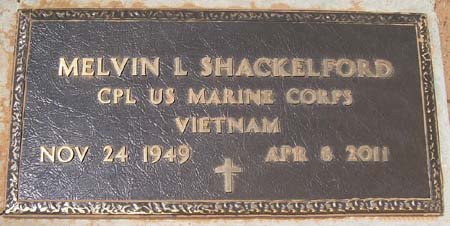 MELVIN L SHACKELFORD
CPL US MARINE CORPS
VIETNAM
NOV 24 1949 APR 8 2011